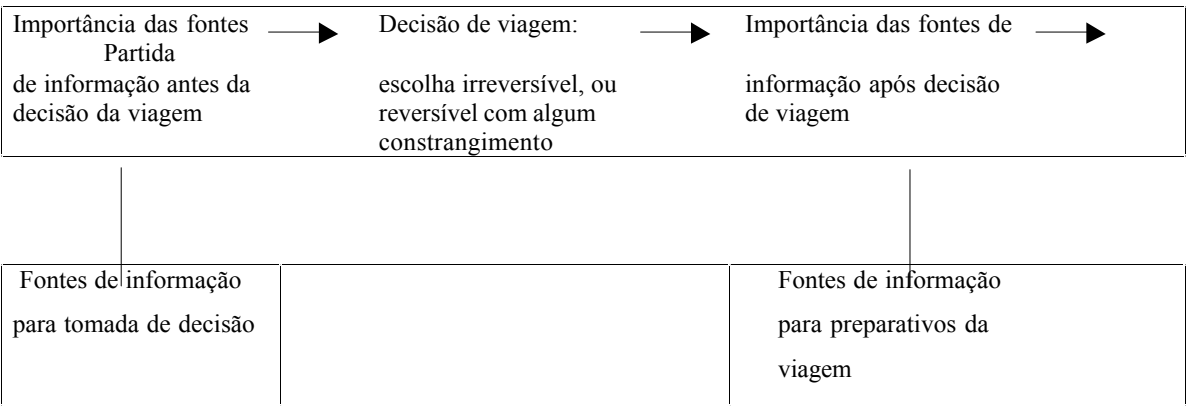 Importância das fontes
Partida
de informação antes da
decisão da viagem
Decisão de viagem:
escolha irreversível, ou
reversível com algum
constrangimento
Importância das fontes de
informação após decisão
de viagem
Fontes de informação
para tomada de decisão
Fontes de informação
para preparativos da
viagem